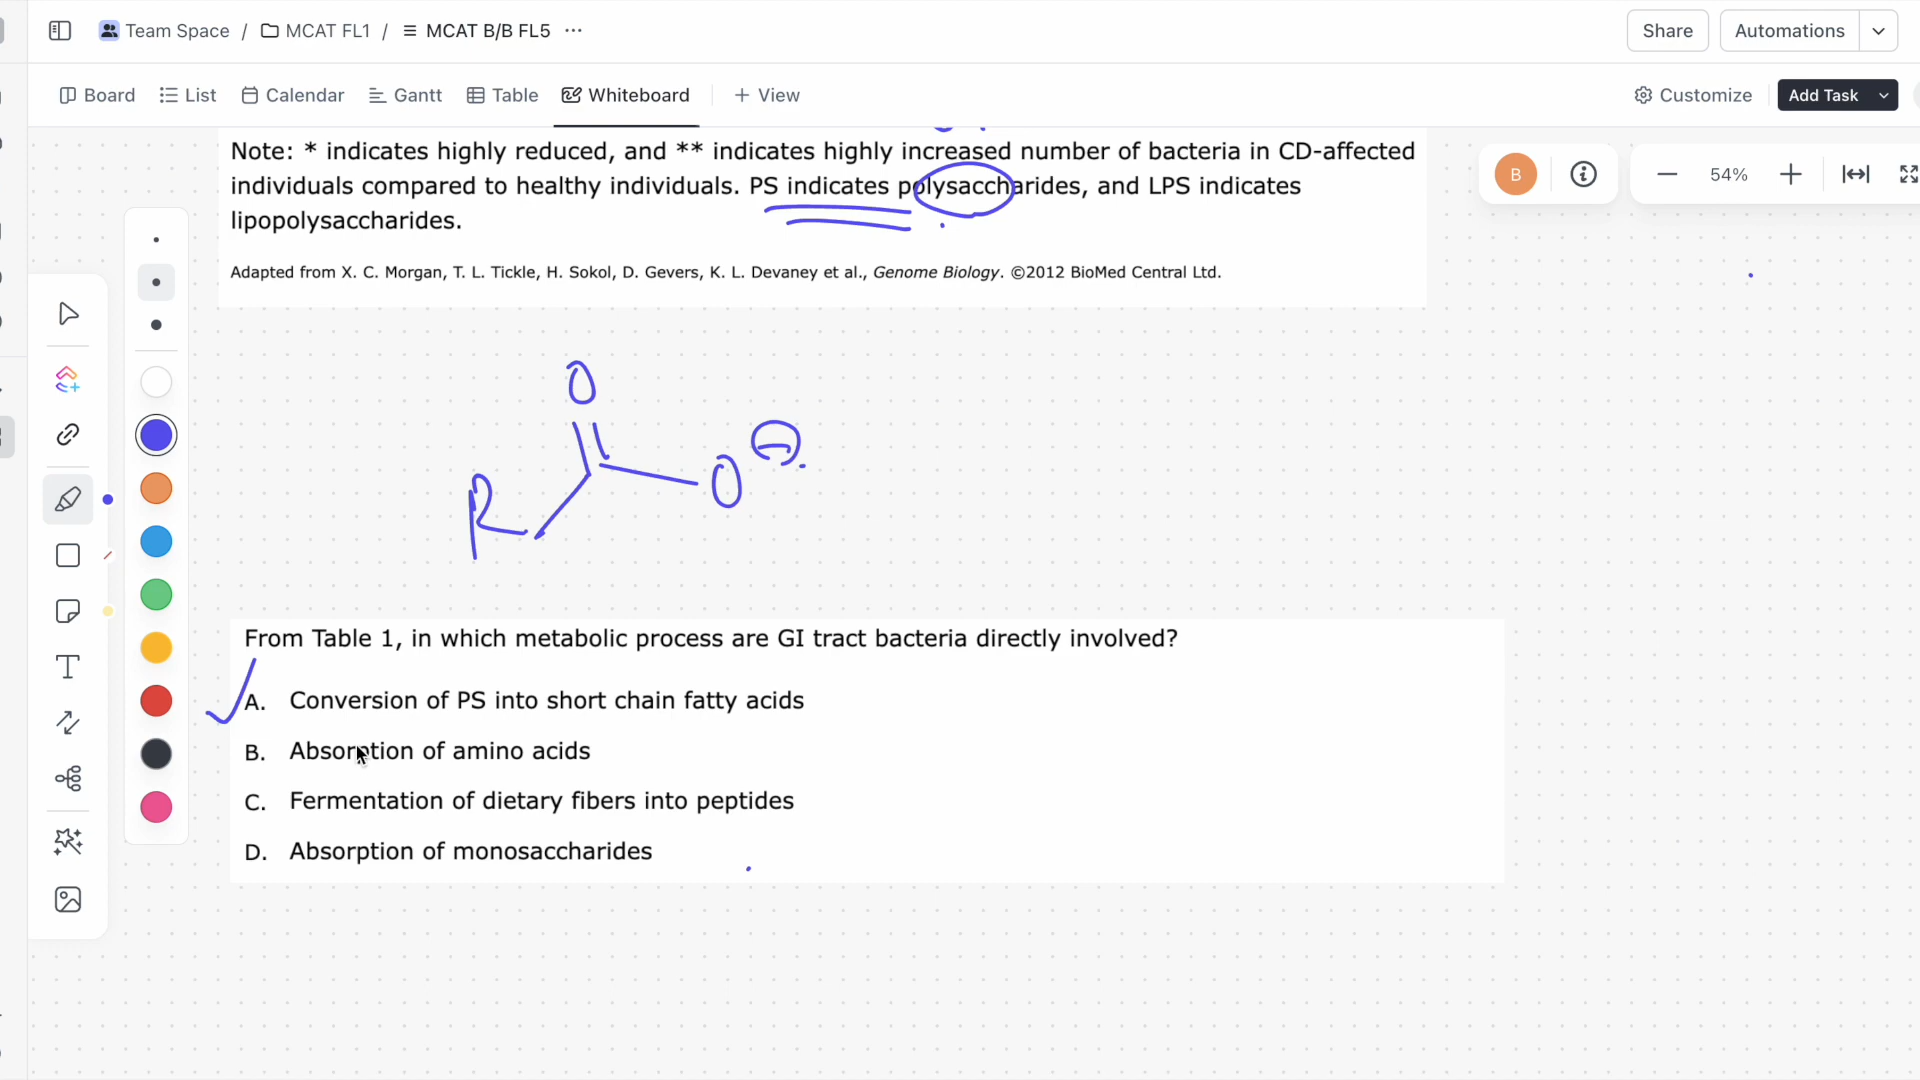 Team Space / MCAT FL1 / MCAT B/B FL5 ...
Share
Automations
Board
List
Calendar
Gantt
Table
Whiteboard
+ View
Customize
Add Task
Note: * indicates highly reduced, and ** indicates highly increased number of bacteria in CD-affected
individuals compared to healthy individuals. PS indicates polysaccharides, and LPS indicates
lipopolysaccharides.
B
54%
Adapted from X. C. Morgan, T. L. Tickle, H. Sokol, D. Gevers, K. L. Devaney et al., Genome Biology. ©2012 BioMed Central Ltd.
O
R
O
From Table 1, in which metabolic process are GI tract bacteria directly involved?
A. Conversion of PS into short chain fatty acids
B. Absorption of amino acids
C. Fermentation of dietary fibers into peptides
D. Absorption of monosaccharides